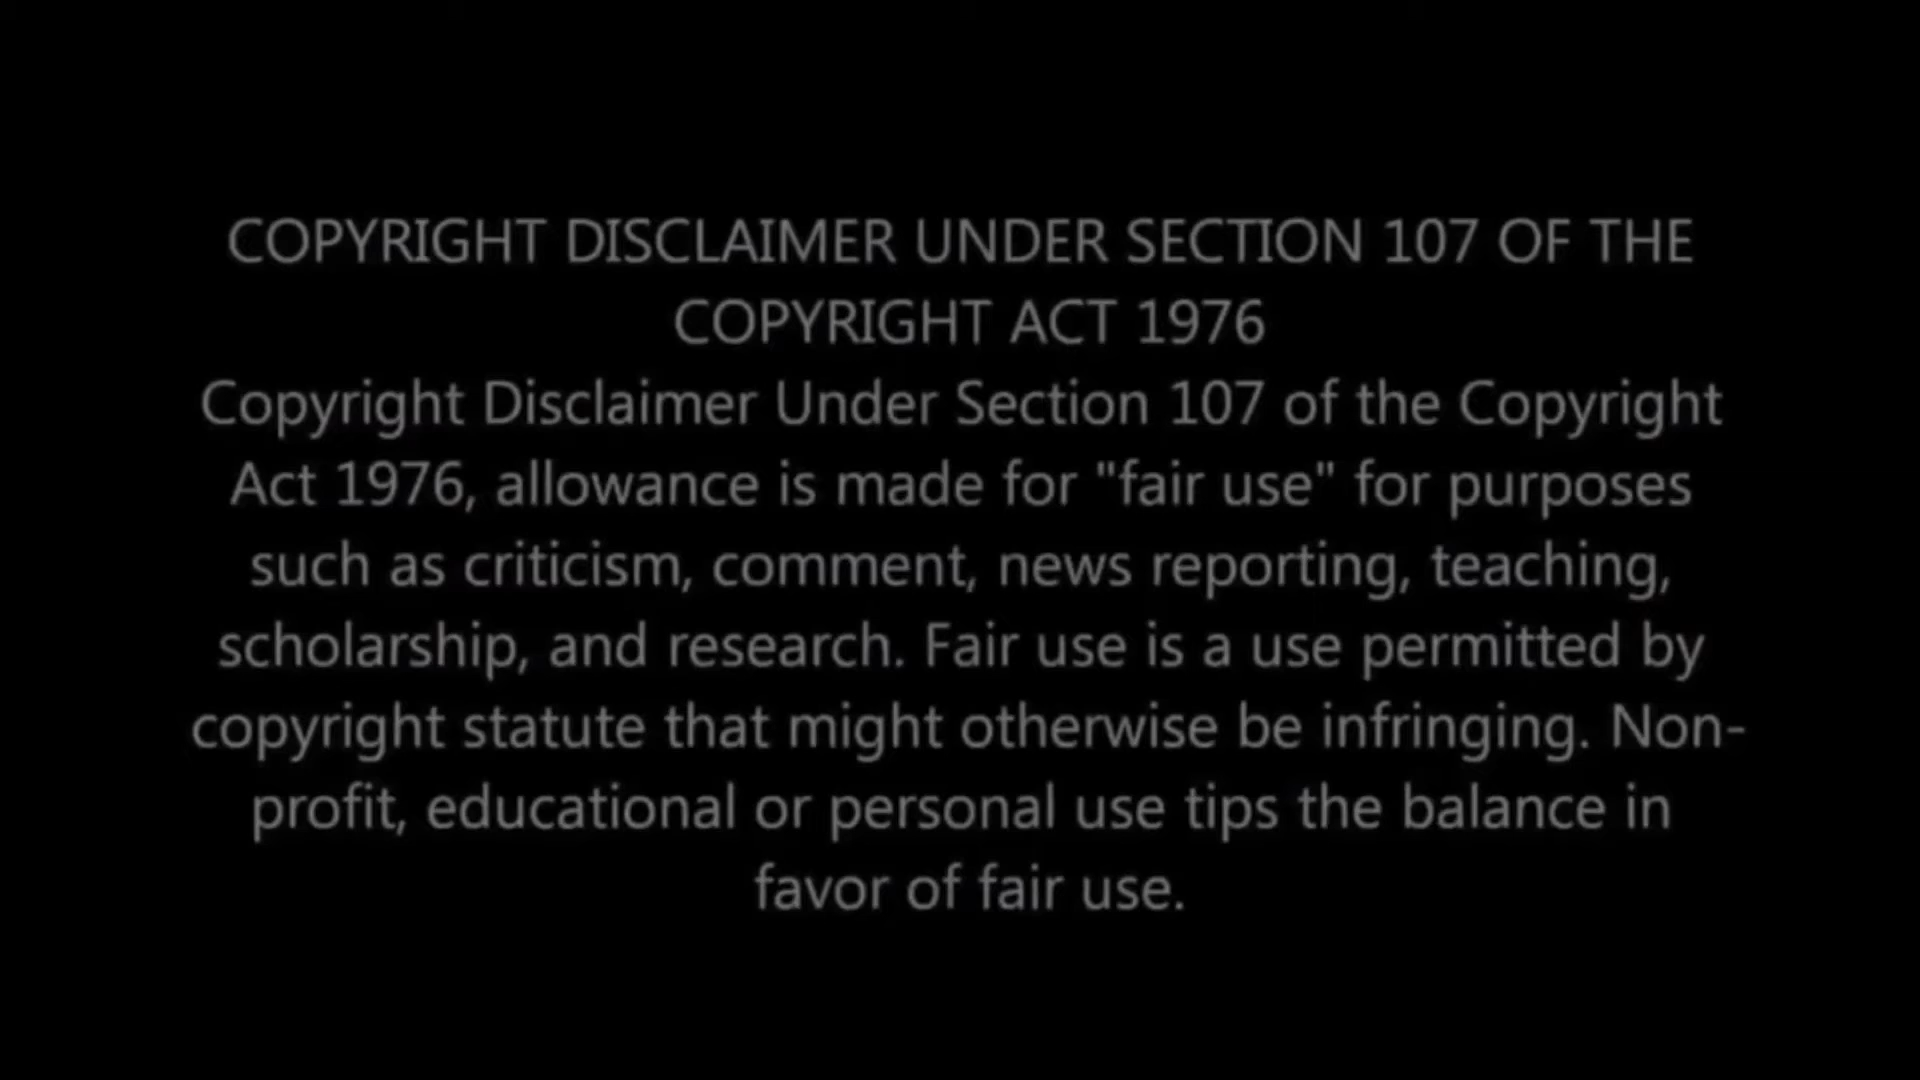 COPYRIGHT DISCLAIMER UNDER SECTION 107 OF THE
COPYRIGHT ACT 1976
Copyright Disclaimer Under Section 107 of the Copyright
Act 1976, allowance is made for "fair use" for purposes
such as criticism, comment, news reporting, teaching,
scholarship, and research. Fair use is a use permitted by
copyright statute that might otherwise be infringing. Non-
profit, educational or personal use tips the balance in
favor of fair use.